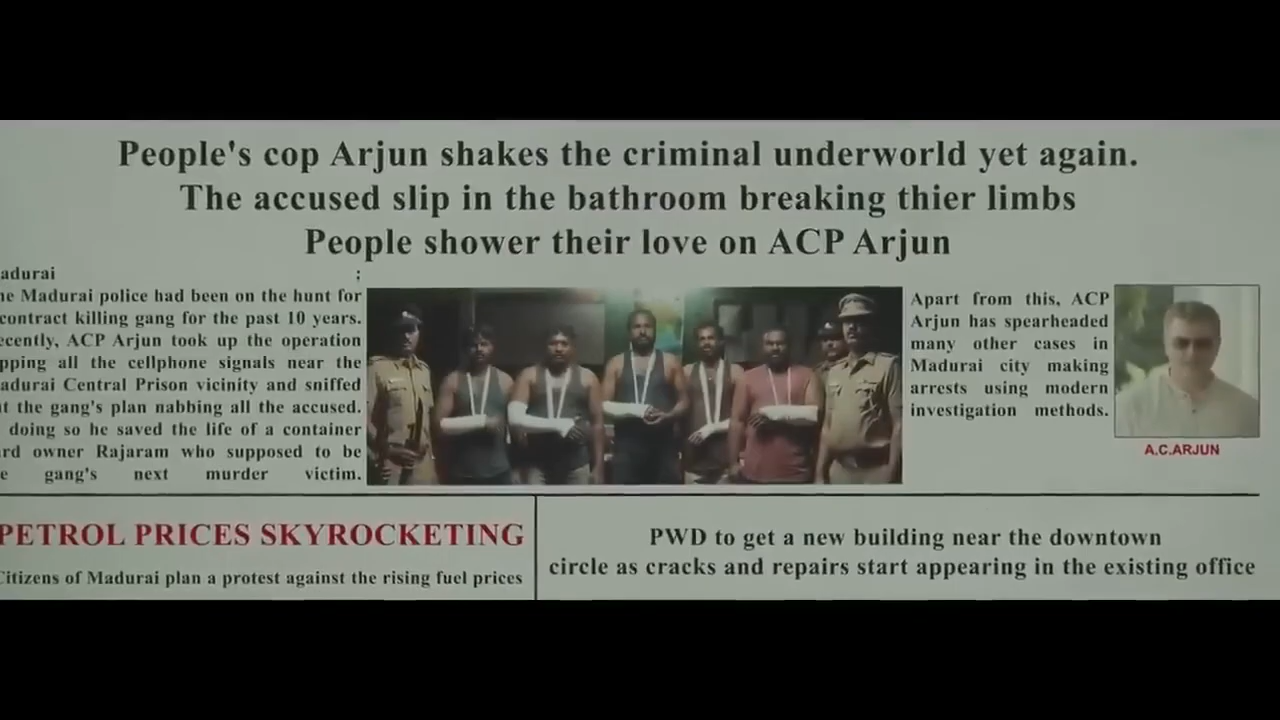 People's cop Arjun shakes the criminal underworld yet again.
The accused slip in the bathroom breaking thier limbs
People shower their love on ACP Arjun
adurai ;
he Madurai police had been on the hunt for
contract killing gang for the past 10 years.
ecently, ACP Arjun took up the operation
pping all the cellphone signals near the
adurai Central Prison vicinity and sniffed
t the gang's plan nabbing all the accused.
doing so he saved the life of a container
rd owner Rajaram who supposed to be
e gang's next murder victim.
Apart from this, ACP
Arjun has spearheaded
many other cases in
Madurai city making
arrests using modern
investigation methods.
A.C.ARJUN
PETROL PRICES SKYROCKETING
Citizens of Madurai plan a protest against the rising fuel prices
PWD to get a new building near the downtown
circle as cracks and repairs start appearing in the existing office